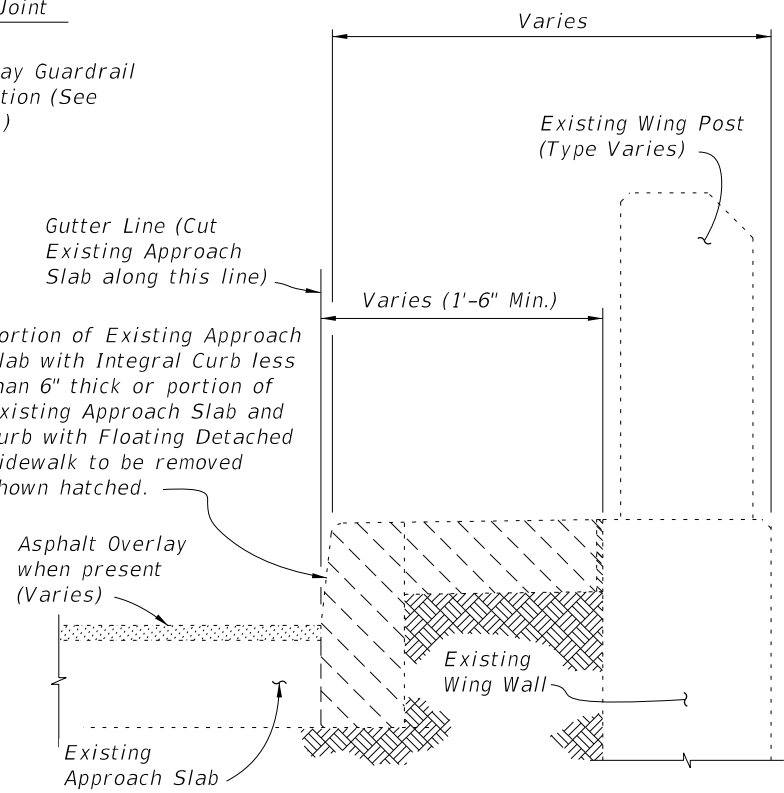 Joint
Varies
ay Guardrail
tion (See
)
Existing Wing Post
(Type Varies)
Gutter Line (Cut
Existing Approach
Slab along this line)
Varies (1'-6" Min.)
ortion of Existing Approach
lab with Integral Curb less
han 6" thick or portion of
xisting Approach Slab and
urb with Floating Detached
idewalk to be removed
hown hatched.
Asphalt Overlay
when present
(Varies)
Existing
Wing Wall
Existing
Approach Slab